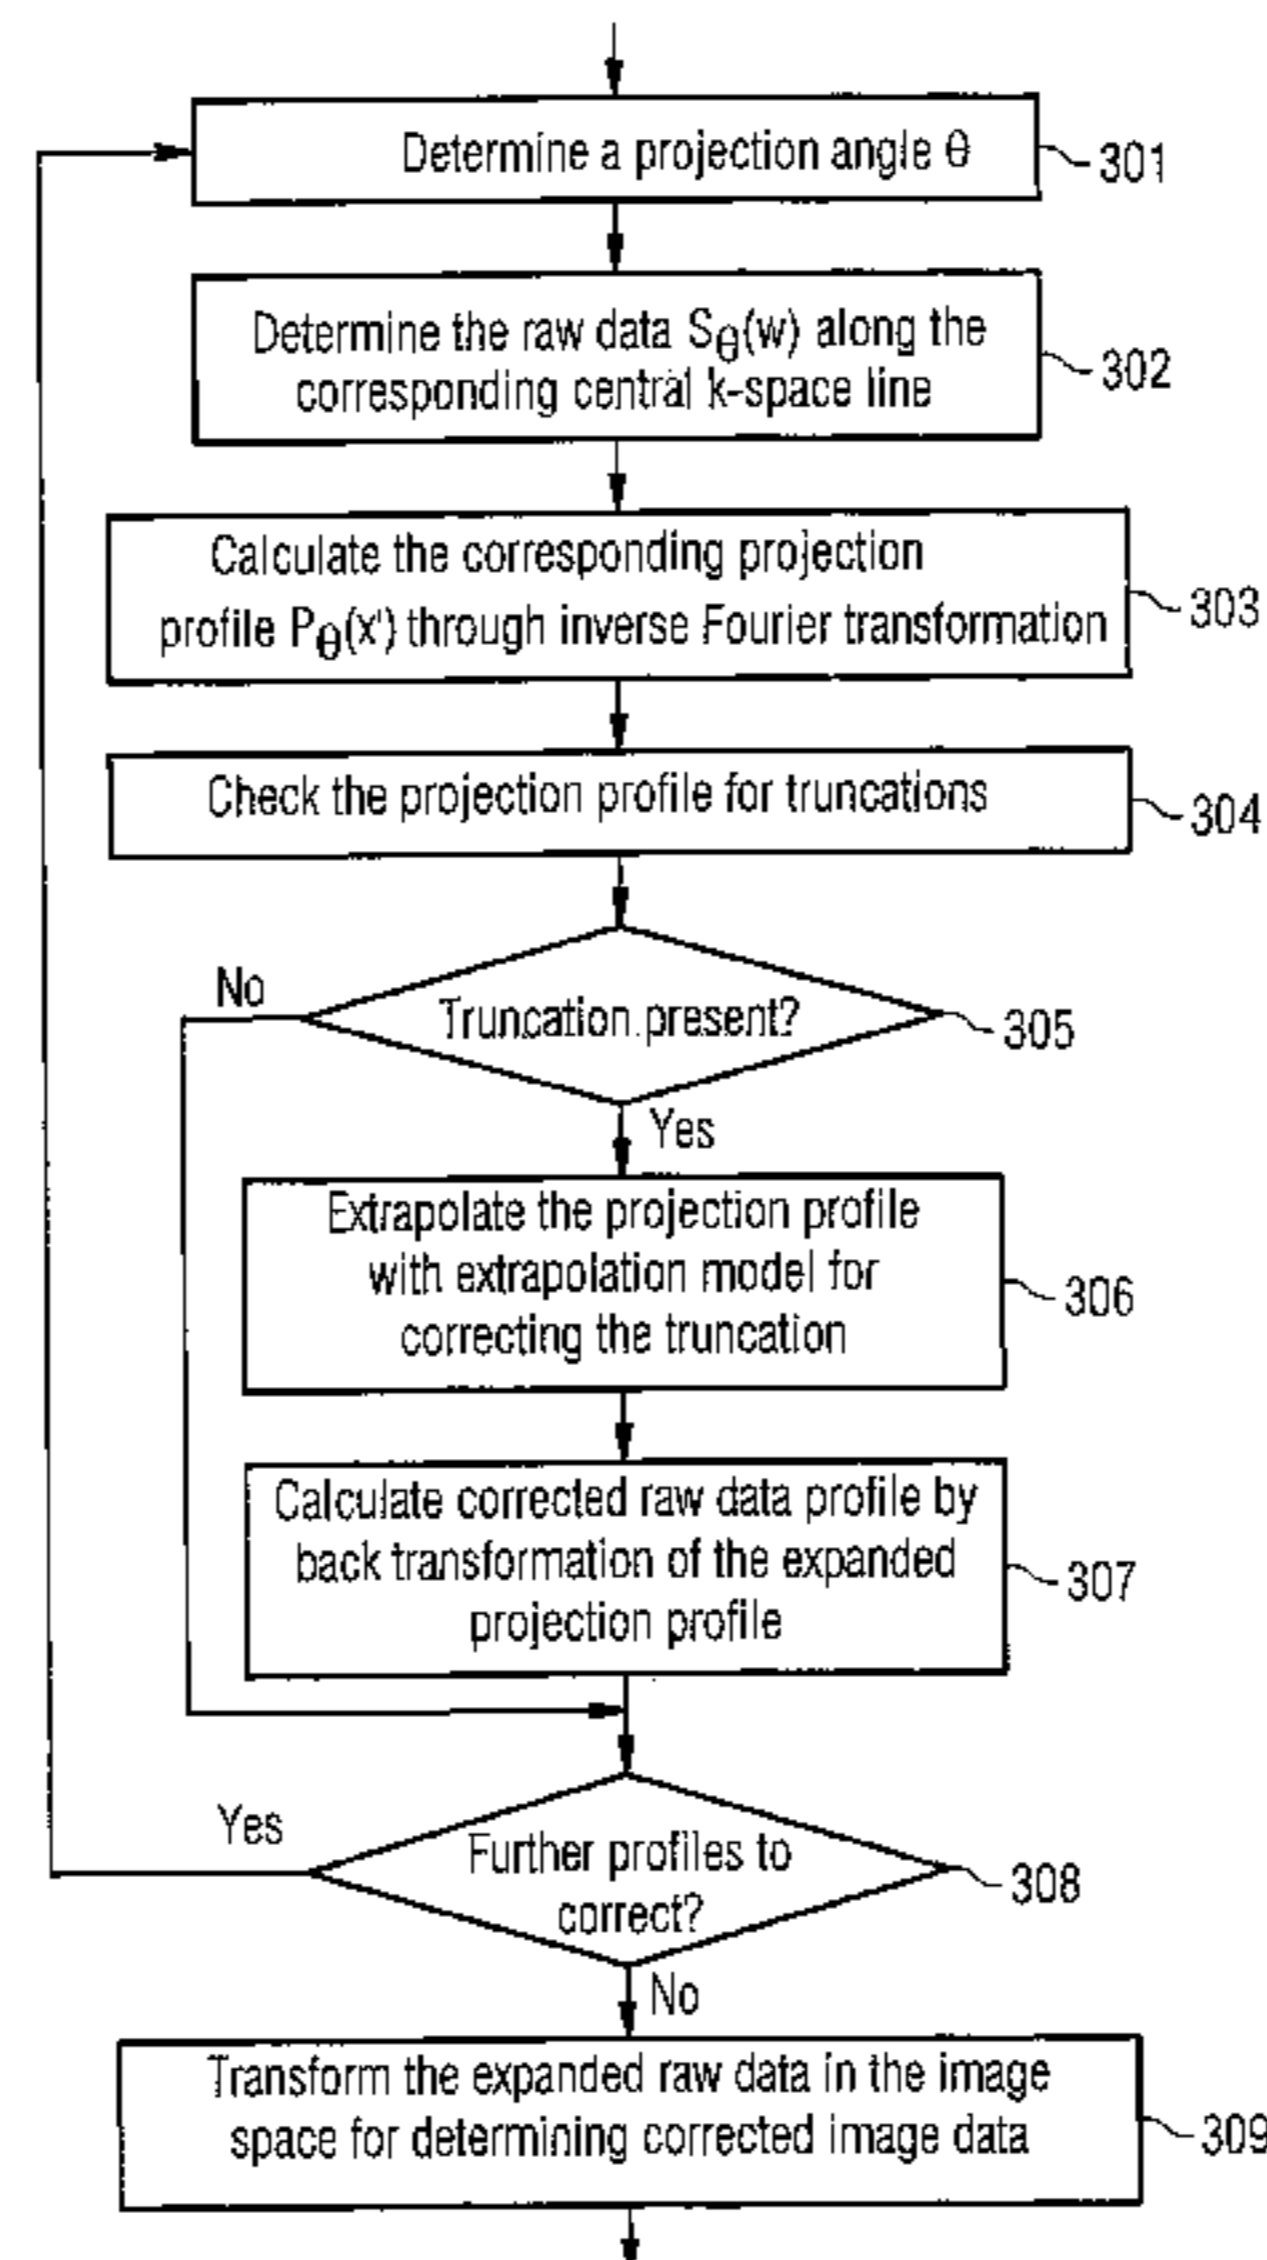 Determine a projection angle θ
301
Determine the raw data Sθ(w) along the
corresponding central k-space line
302
Calculate the corresponding projection
profile Pθ(x') through inverse Fourier transformation
303
Check the projection profile for truncations
304
No
Truncation present?
305
Yes
Extrapolate the projection profile
with extrapolation model for
correcting the truncation
306
Calculate corrected raw data profile by
back transformation of the expanded
projection profile
307
Yes
Further profiles to
correct?
308
No
Transform the expanded raw data in the image
space for determining corrected image data
309